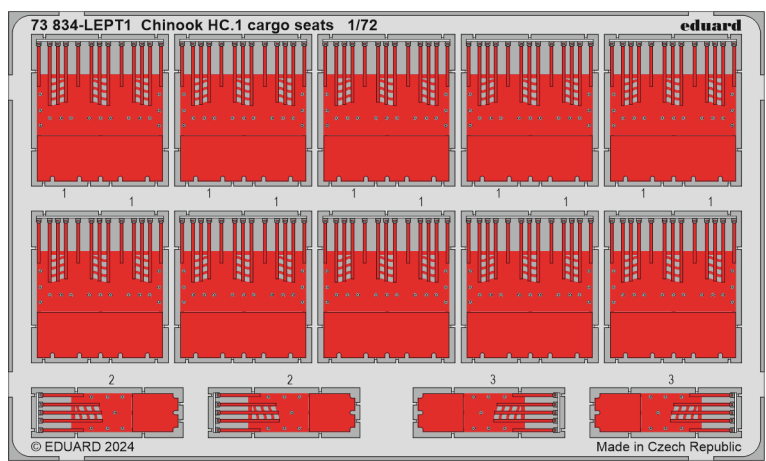 73 834-LEPT1 Chinook HC.1 cargo seats 1/72 eduard
1 1 1 1 1 1 1 1 1 1
2 2 3 3
© EDUARD 2024 Made in Czech Republic